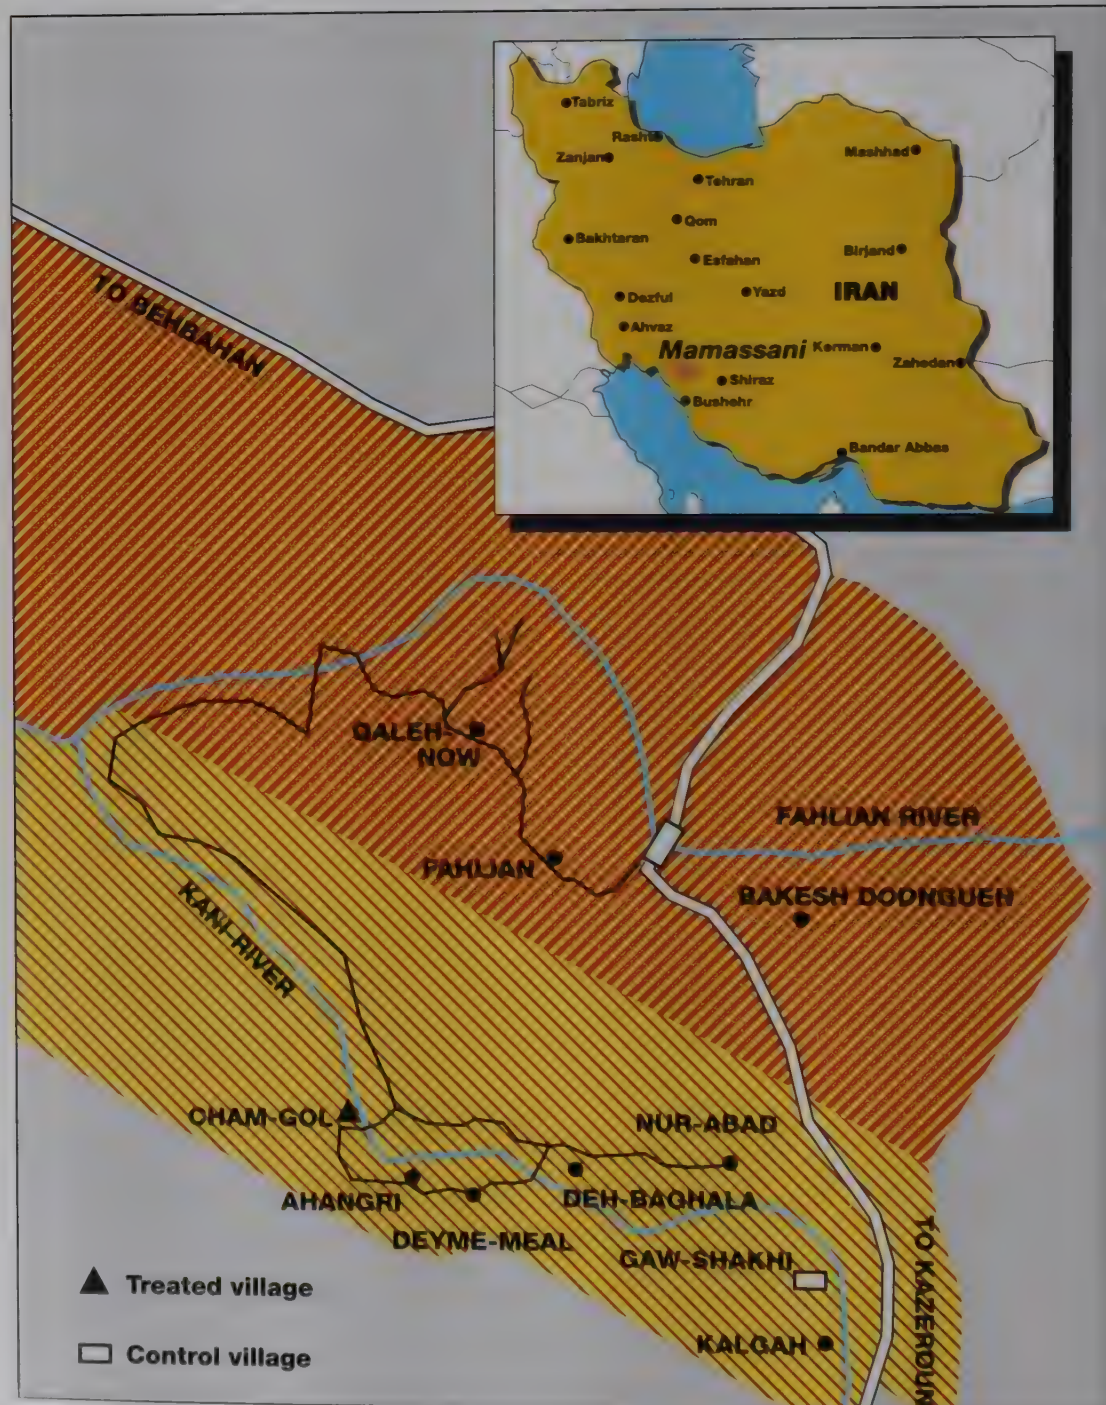 Tabriz
Rasht
Zanjan
Mashhad
Tehran
Qom
Bakhtaran
Birjand
Esfahan
Dezful
Yazd
IRAN
Ahvaz
Mamassani
Kerman
Zahedan
Shiraz
Bushehr
Bandar Abbas
TO BEHBAHAN
QALEH-
NOW
FAHLIAN RIVER
FAHLIAN
BAKESH DODNGUEH
KANI-RIVER
CHAM-GOL
NUR-ABAD
AHANGRI
DEH-BAGHALA
DEYME-MEAL
GAW-SHAKHI
TO KAZEROUN
Treated village
KALGAH
Control village